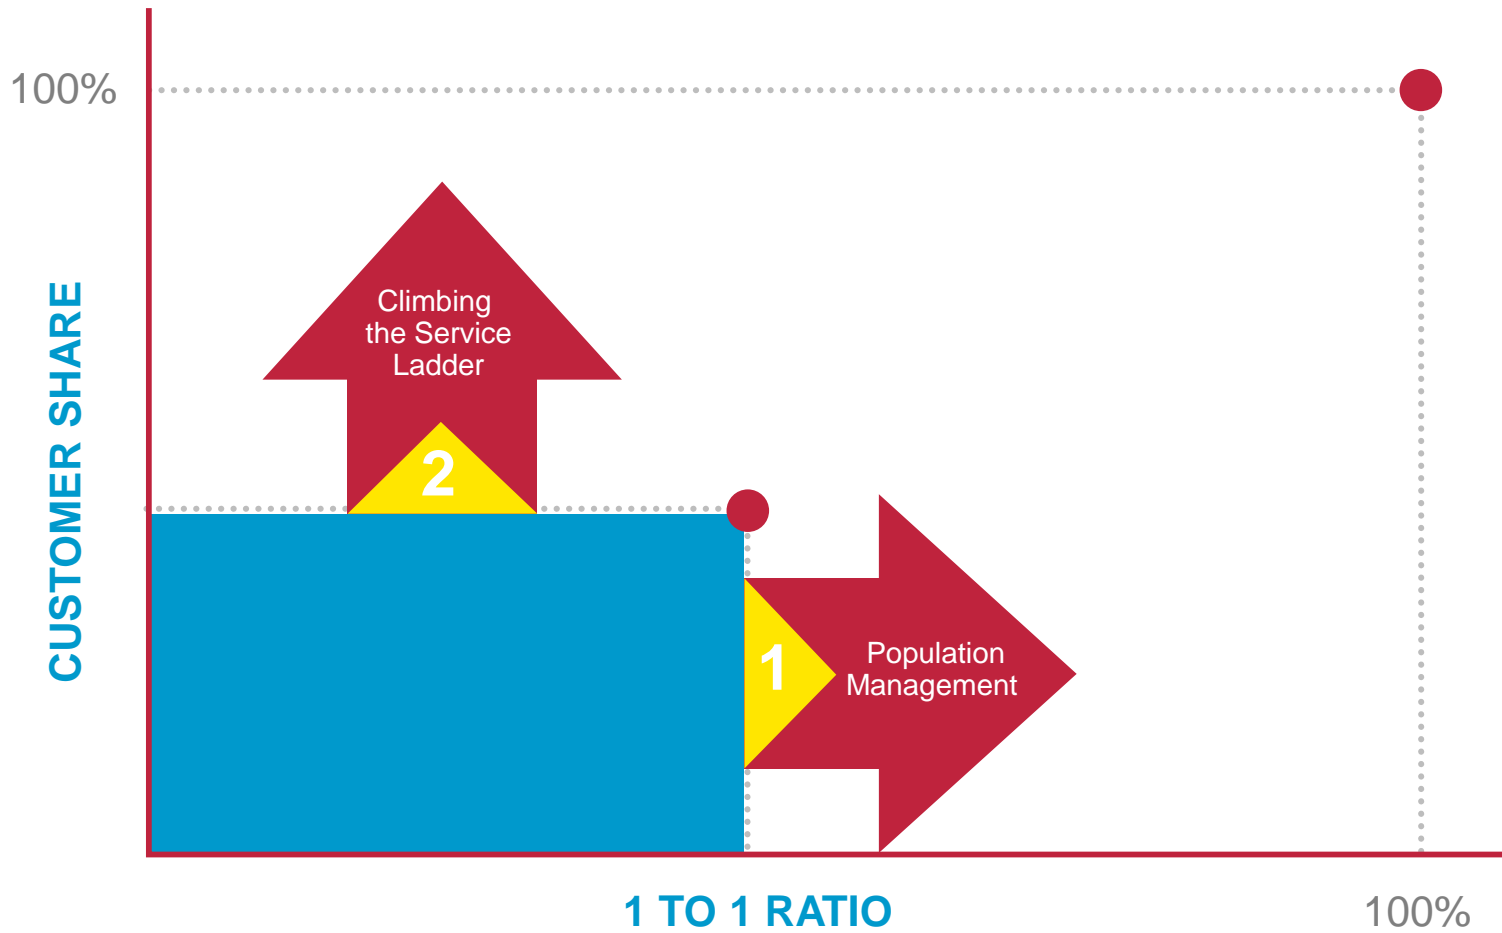 100%
Climbing
the Service
Ladder
CUSTOMER SHARE
2
1
Population
Management
1 TO 1 RATIO
100%